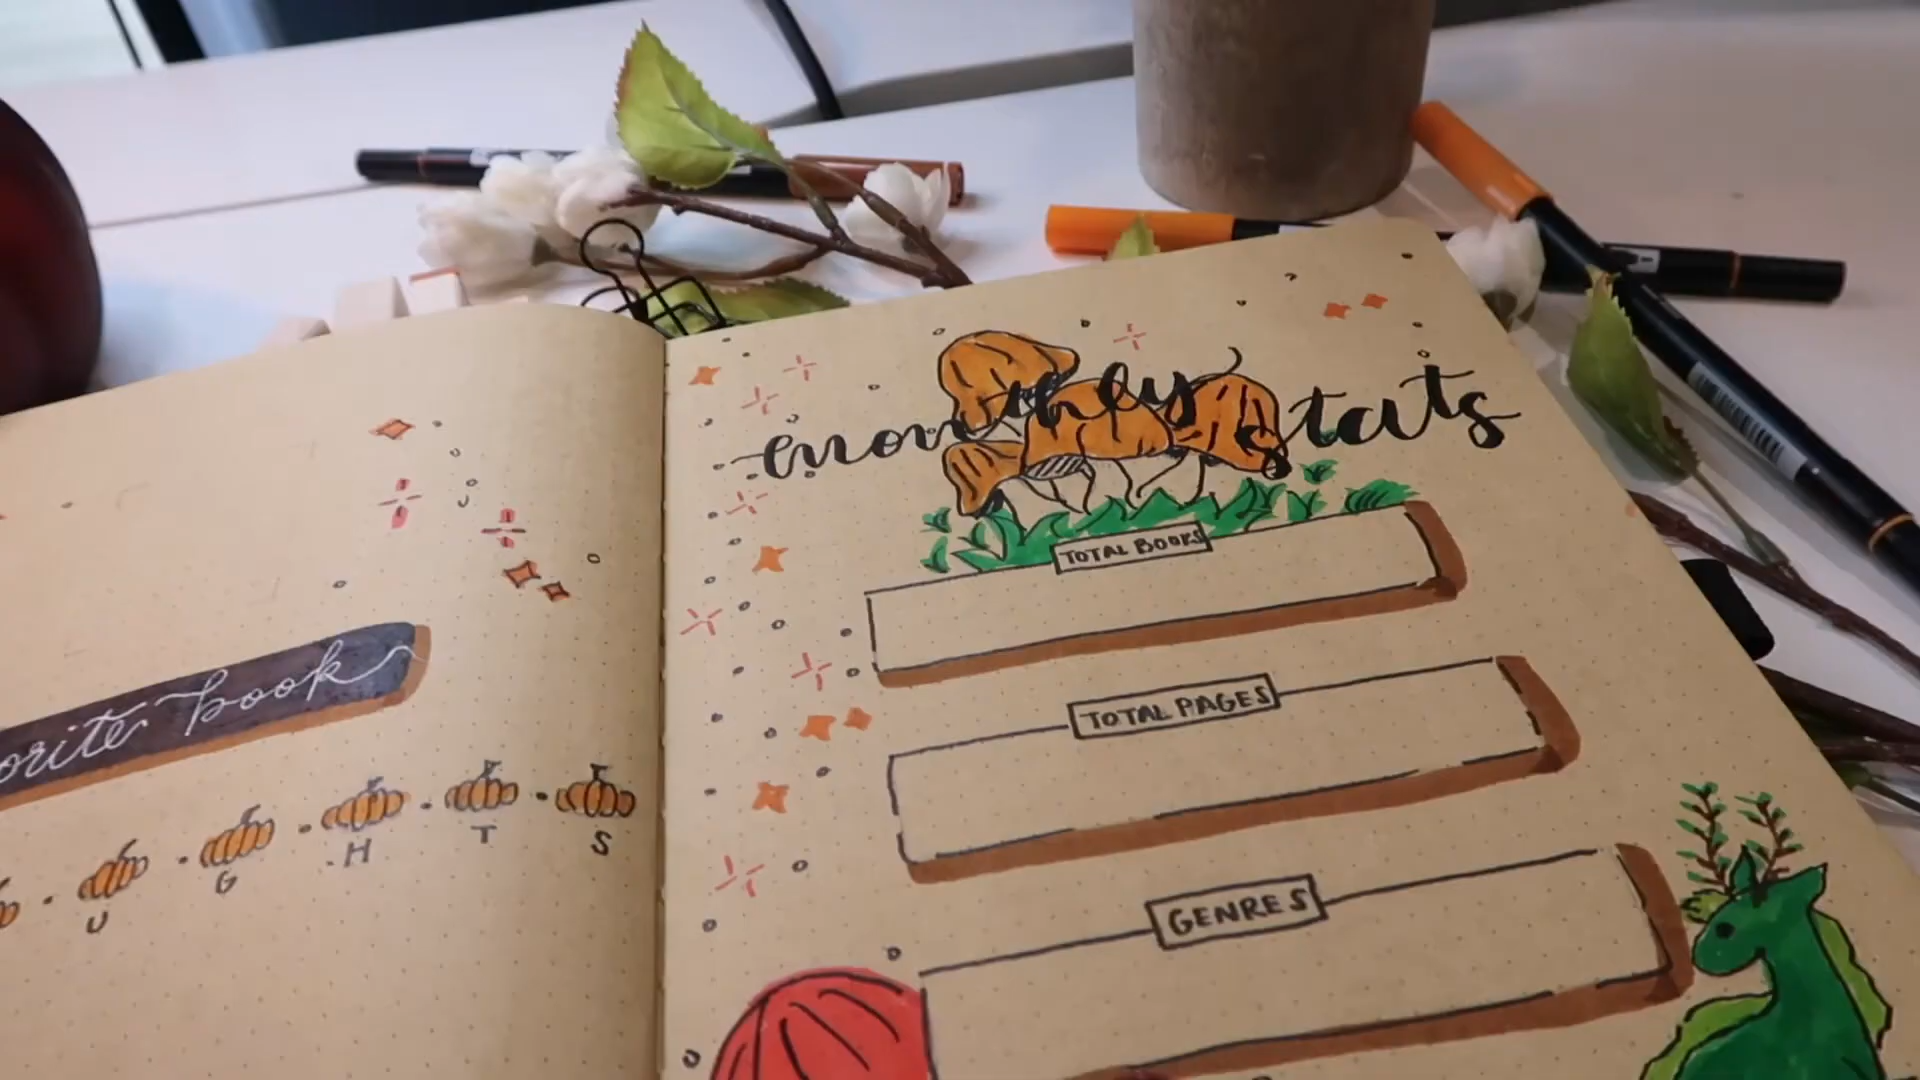 orite book
U G H T S
monthly stats
TOTAL BOOKS
TOTAL PAGES
GENRES